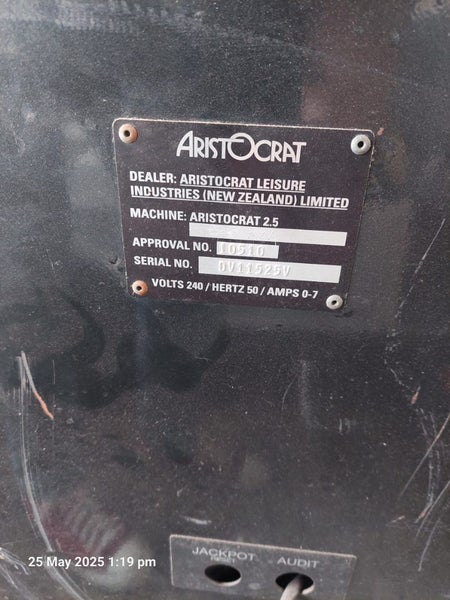 ARISTOCRAT
DEALER: ARISTOCRAT LEISURE
INDUSTRIES (NEW ZEALAND) LIMITED
MACHINE: ARISTOCRAT 2.5
APPROVAL NO. 10510
SERIAL NO. 0V11525V
VOLTS 240 / HERTZ 50 / AMPS 0-7
JACKPOT AUDIT
RESET
25 May 2025 1:19 pm